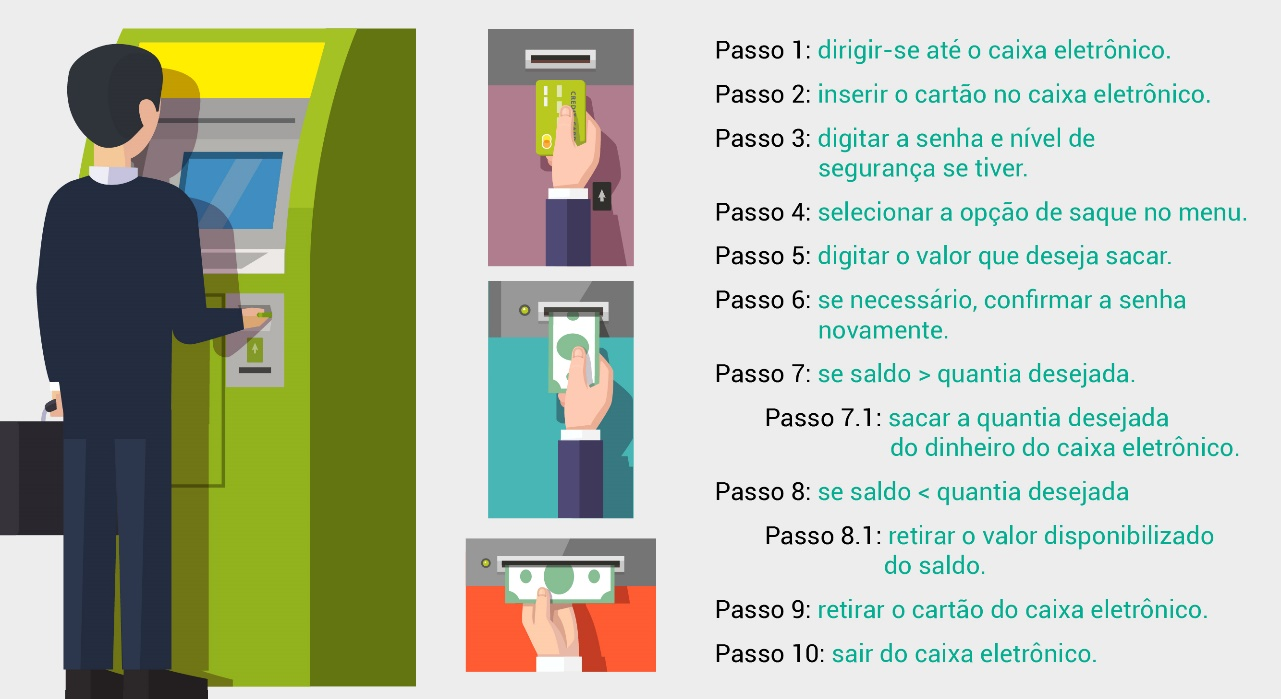 Passo 1: dirigir-se até o caixa eletrônico.
Passo 2: inserir o cartão no caixa eletrônico.
Passo 3: digitar a senha e nível de
segurança se tiver.
Passo 4: selecionar a opção de saque no menu.
Passo 5: digitar o valor que deseja sacar.
Passo 6: se necessário, confirmar a senha
novamente.
Passo 7: se saldo > quantia desejada.
Passo 7.1: sacar a quantia desejada
do dinheiro do caixa eletrônico.
Passo 8: se saldo < quantia desejada
Passo 8.1: retirar o valor disponibilizado
do saldo.
Passo 9: retirar o cartão do caixa eletrônico.
Passo 10: sair do caixa eletrônico.